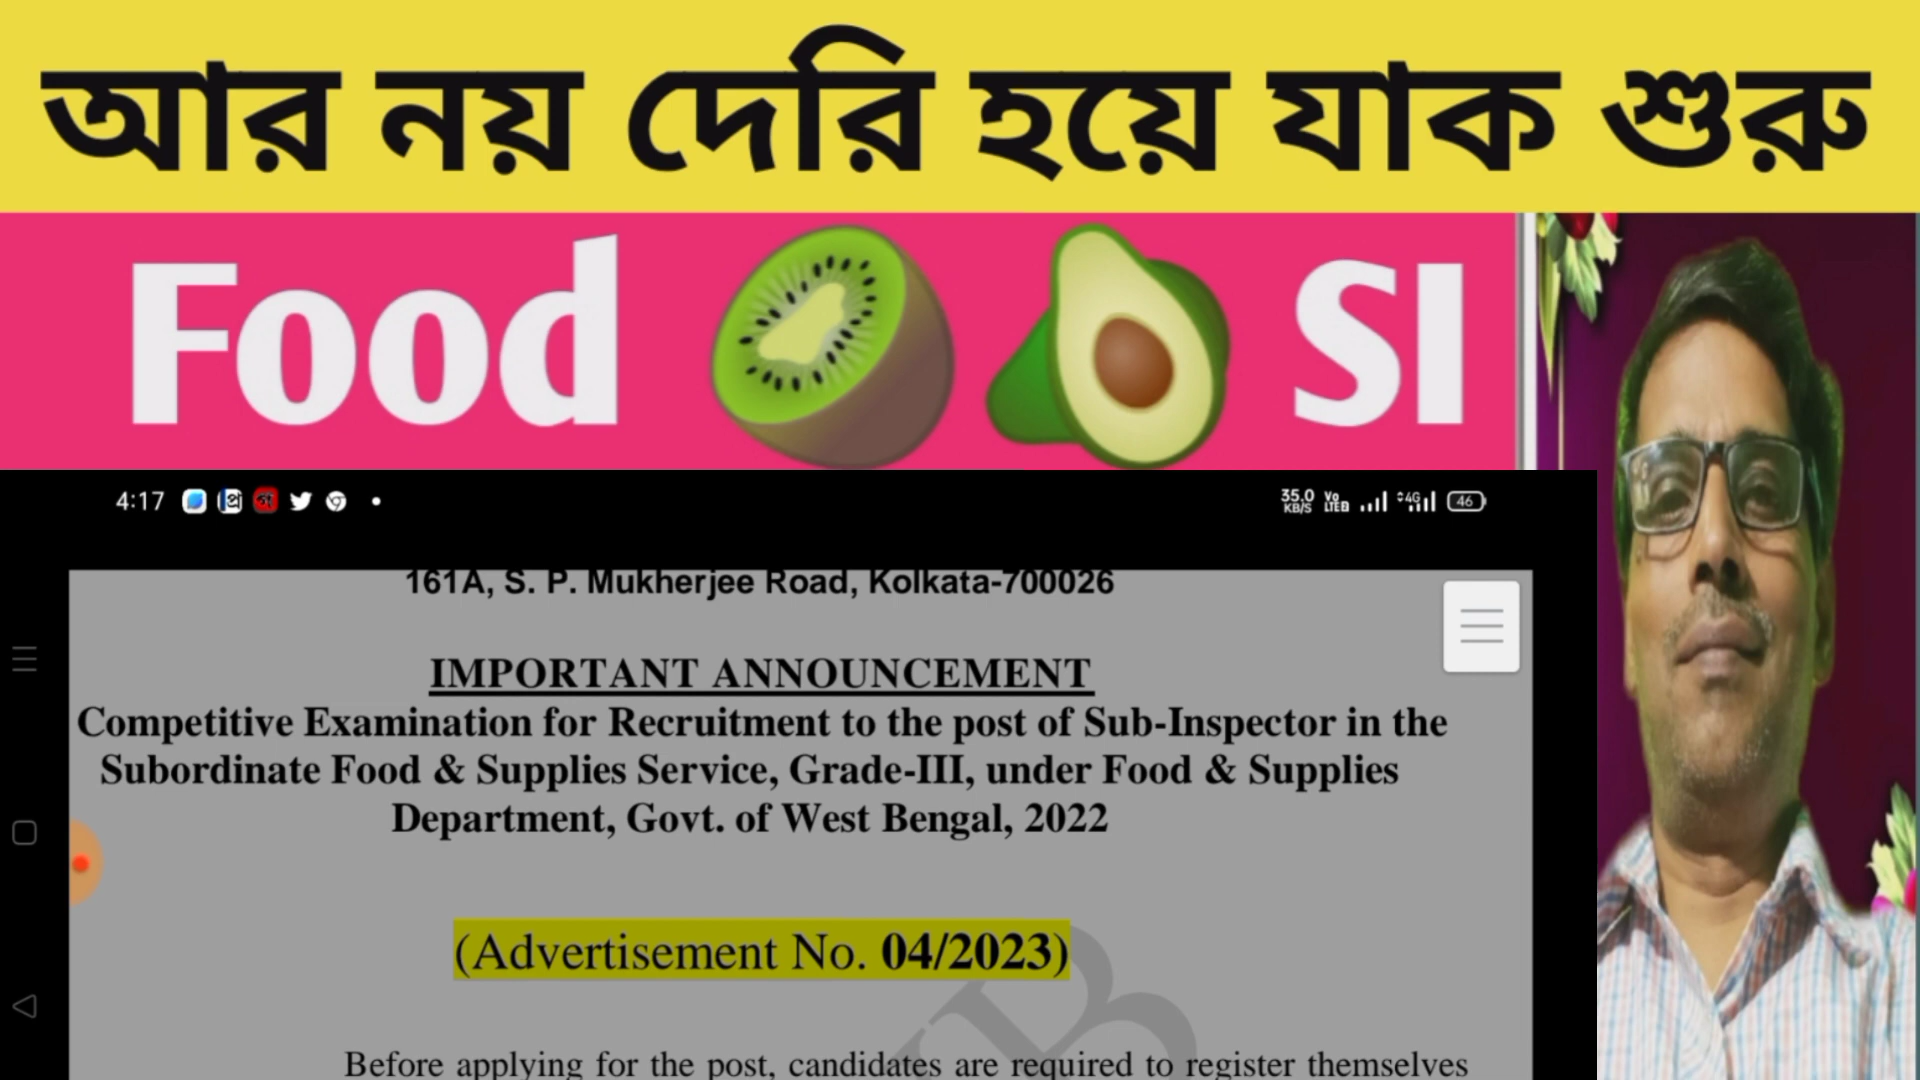 আর নয় দেরি হয়ে যাক শুরু
Food SI
4:17
35.0 KB/S Vo LTE2 4G 46
161A, S. P. Mukherjee Road, Kolkata-700026
IMPORTANT ANNOUNCEMENT
Competitive Examination for Recruitment to the post of Sub-Inspector in the
Subordinate Food & Supplies Service, Grade-III, under Food & Supplies
Department, Govt. of West Bengal, 2022
(Advertisement No. 04/2023)
Before applying for the post, candidates are required to register themselves